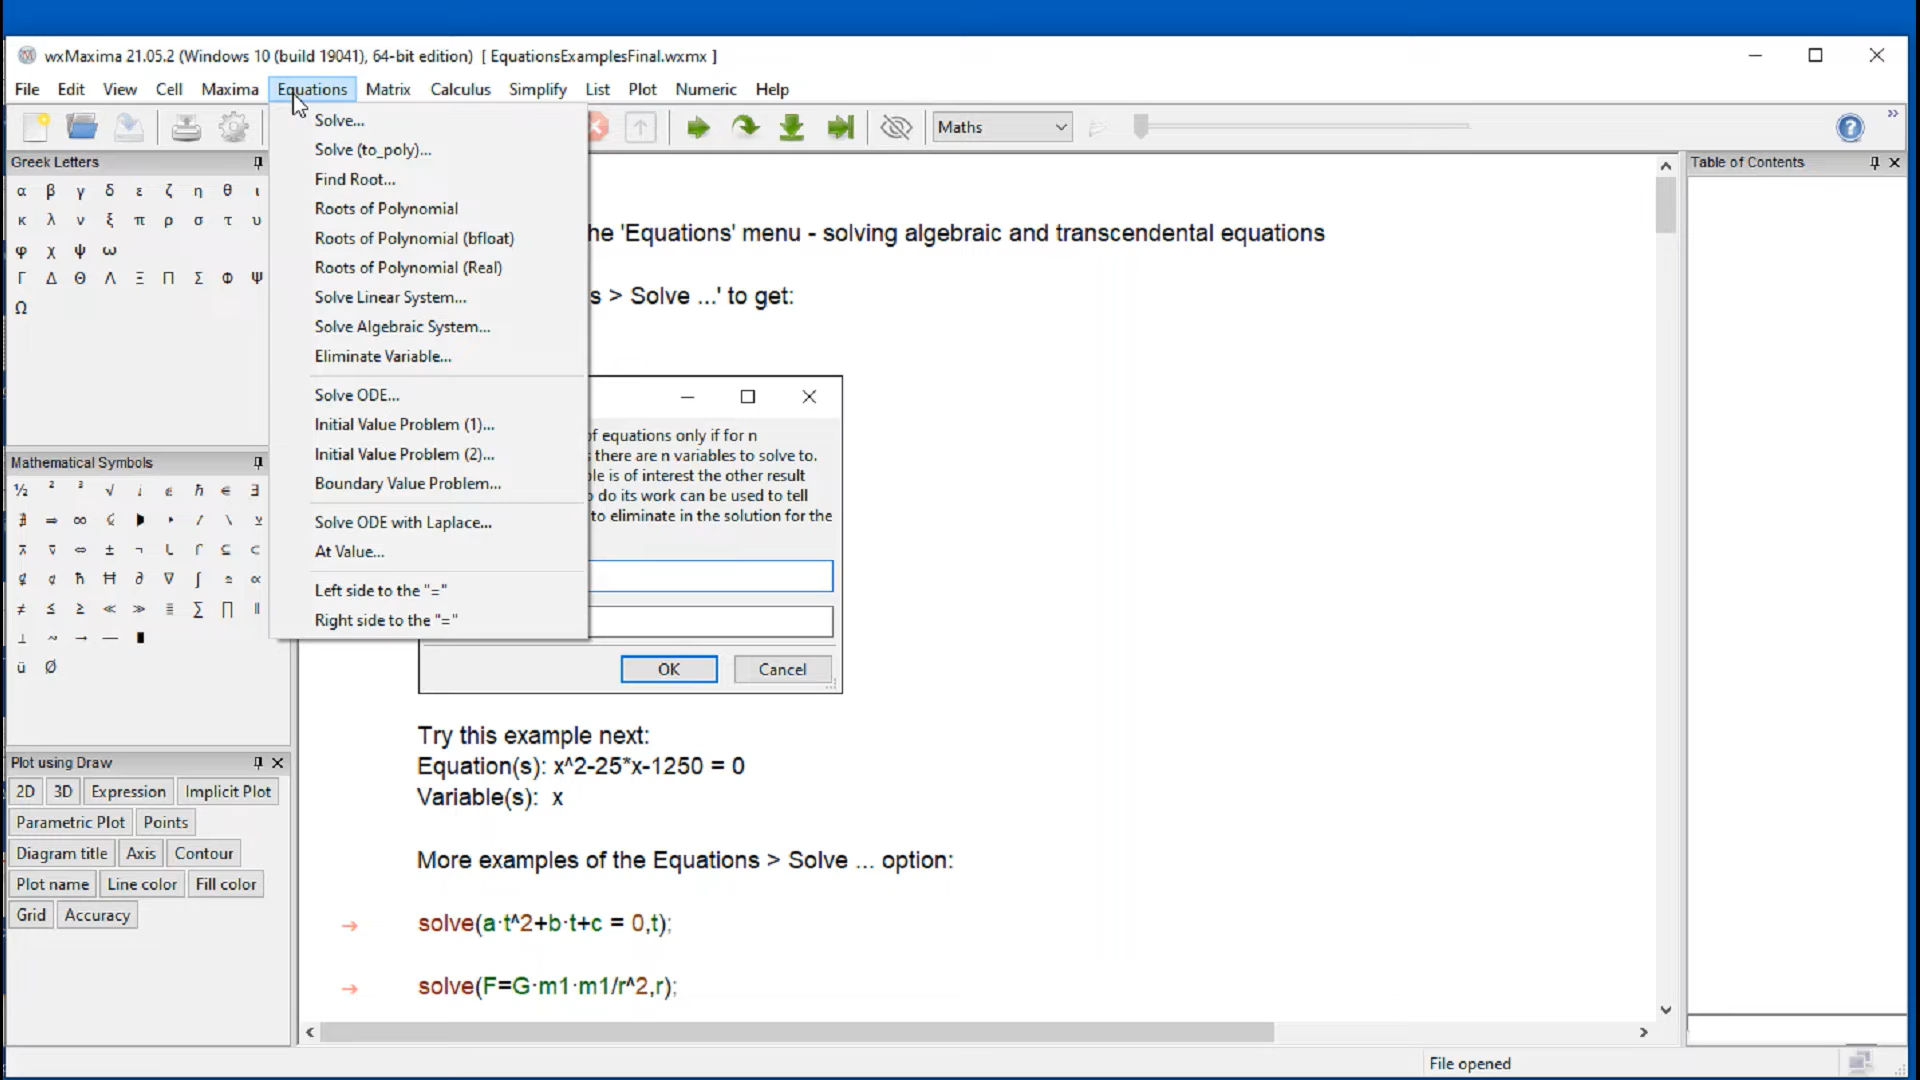 wxMaxima 21.05.2 (Windows 10 (build 19041), 64-bit edition) [ EquationsExamplesFinal.wxmx ]
File Edit View Cell Maxima Equations Matrix Calculus Simplify List Plot Numeric Help
Maths
Greek Letters
α β γ δ ε ζ η θ ι
κ λ ν ξ π ρ σ τ υ
φ χ ψ ω
Γ Δ Θ Λ Ξ Π Σ Φ Ψ
Ω
Mathematical Symbols
Plot using Draw
2D 3D Expression Implicit Plot
Parametric Plot Points
Diagram title Axis Contour
Plot name Line color Fill color
Grid Accuracy
Solve...
Solve (to_poly)...
Find Root...
Roots of Polynomial
Roots of Polynomial (bfloat)
Roots of Polynomial (Real)
Solve Linear System...
Solve Algebraic System...
Eliminate Variable...
Solve ODE...
Initial Value Problem (1)...
Initial Value Problem (2)...
Boundary Value Problem...
Solve ODE with Laplace...
At Value...
Left side to the "="
Right side to the "="
he 'Equations' menu - solving algebraic and transcendental equations
s > Solve ...' to get:
of equations only if for n
there are n variables to solve to.
le is of interest the other result
do its work can be used to tell
to eliminate in the solution for the
OK Cancel
Try this example next:
Equation(s): x^2-25*x-1250 = 0
Variable(s): x
More examples of the Equations > Solve ... option:
→ solve(a·t^2+b·t+c = 0,t);
→ solve(F=G·m1·m1/r^2,r);
Table of Contents
File opened